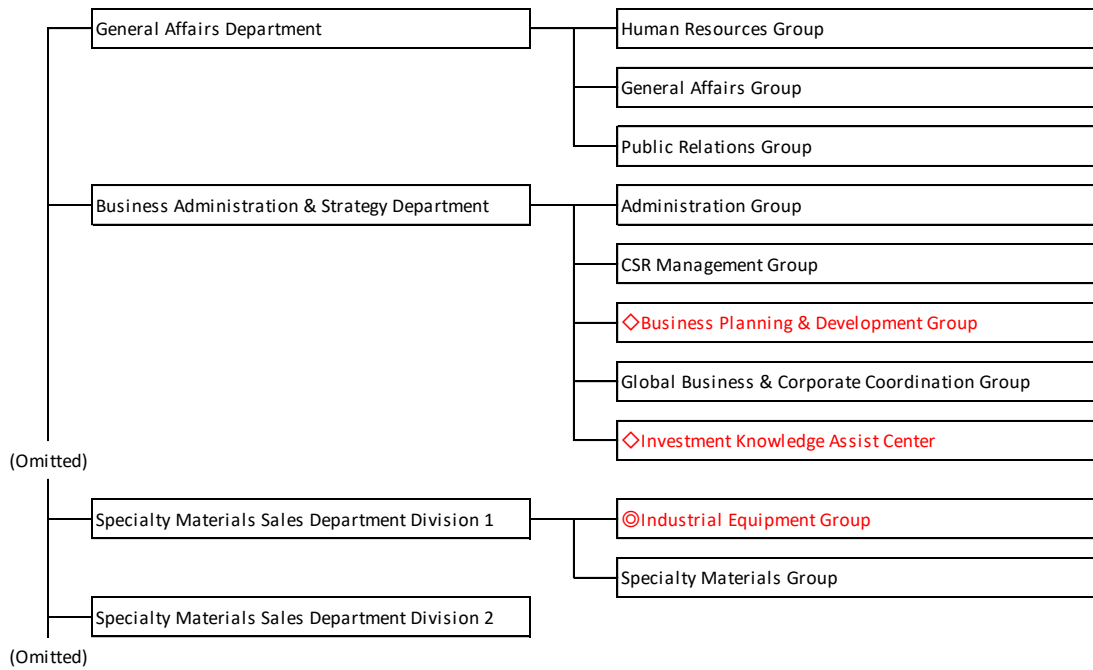 General Affairs Department
Human Resources Group
General Affairs Group
Public Relations Group
Business Administration & Strategy Department
Administration Group
CSR Management Group
◇Business Planning & Development Group
Global Business & Corporate Coordination Group
◇Investment Knowledge Assist Center
(Omitted)
Specialty Materials Sales Department Division 1
◎Industrial Equipment Group
Specialty Materials Group
Specialty Materials Sales Department Division 2
(Omitted)